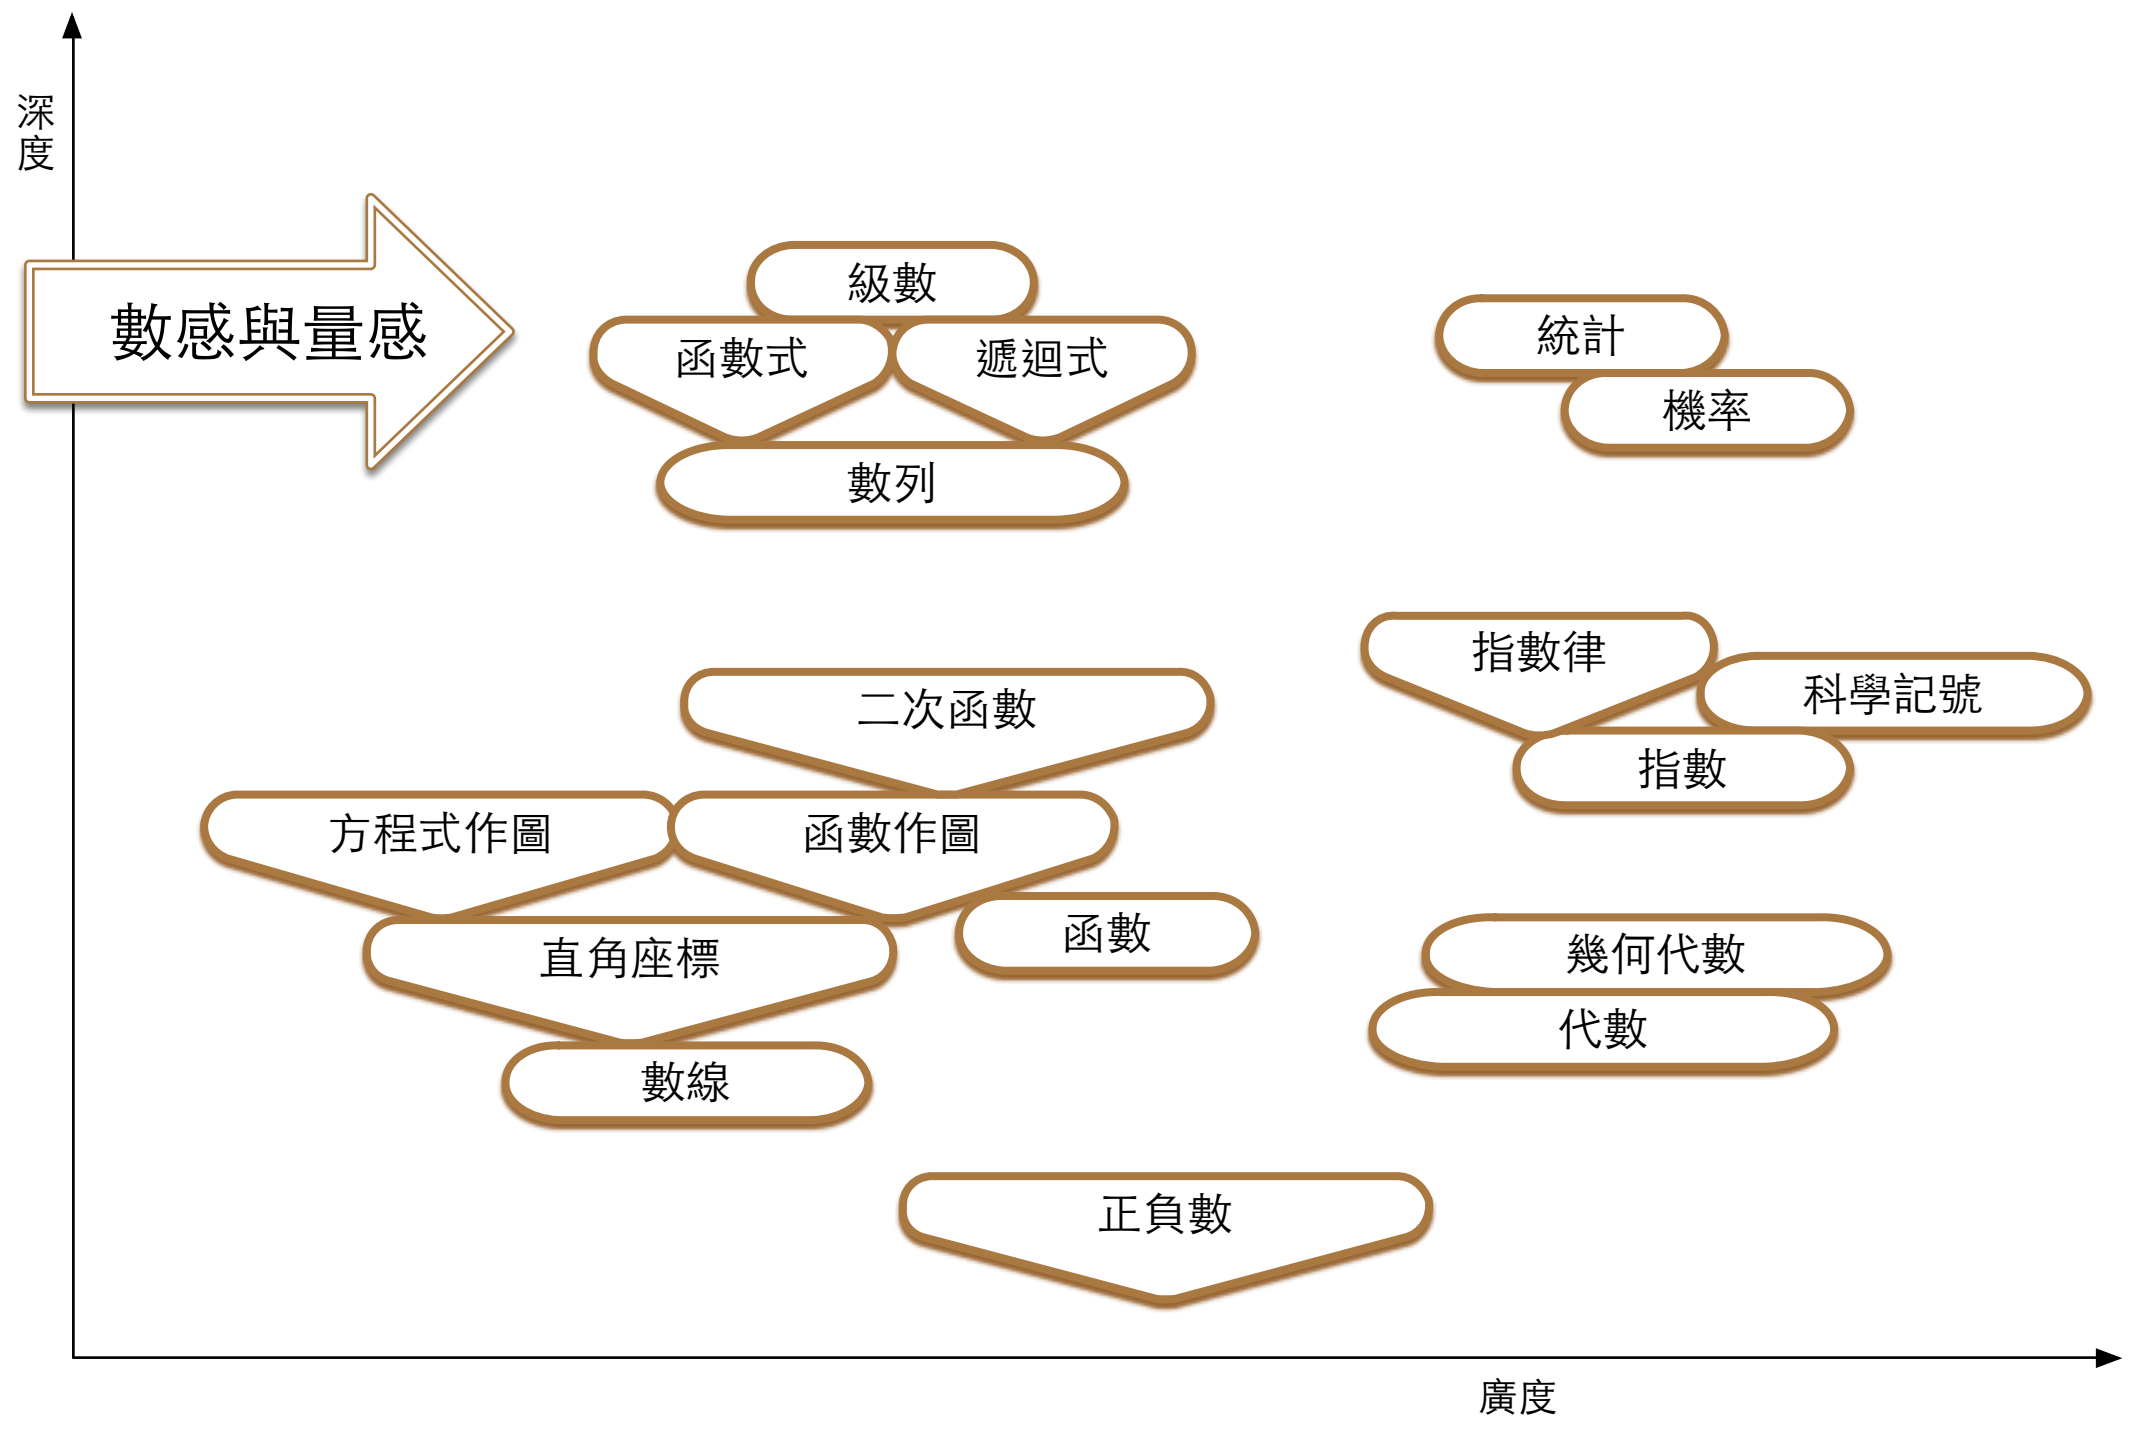 深度
數感與量感
級數
函數式
遞迴式
數列
統計
機率
指數律
科學記號
指數
二次函數
方程式作圖
函數作圖
函數
直角座標
數線
幾何代數
代數
正負數
廣度